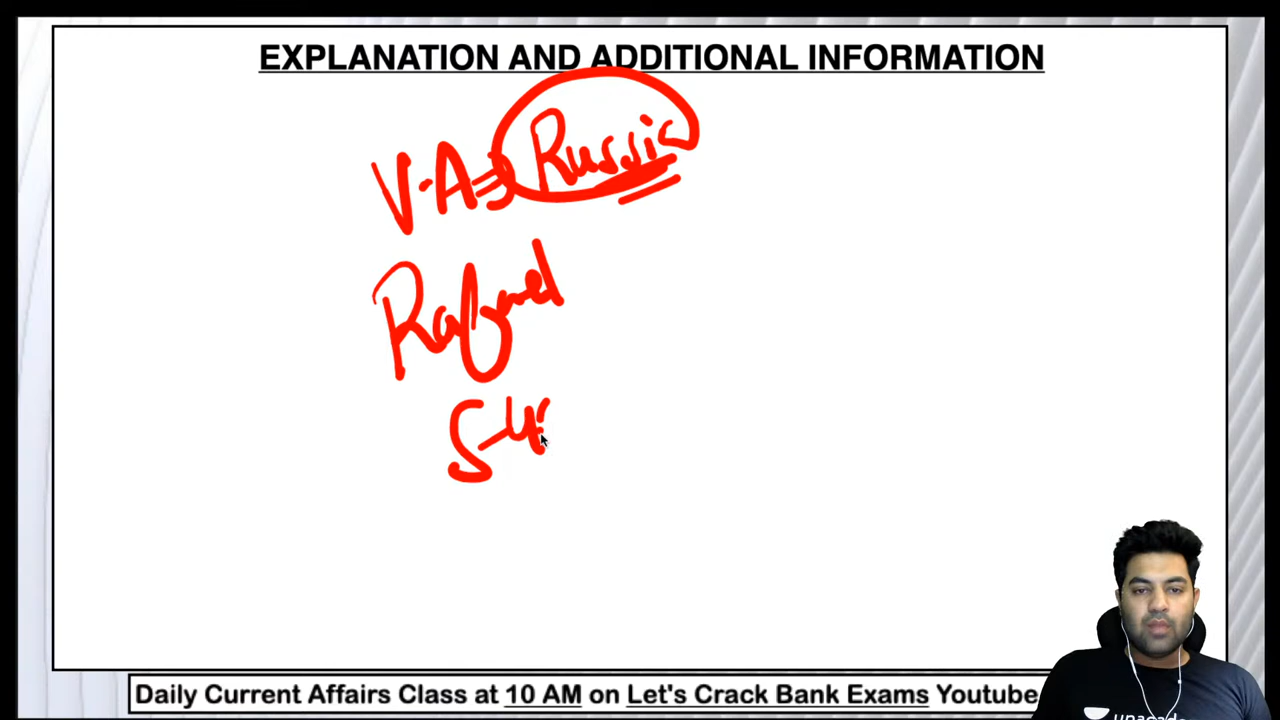 EXPLANATION AND ADDITIONAL INFORMATION
V.A ⇒ Russia
Rafael
S-4
Daily Current Affairs Class at 10 AM on Let's Crack Bank Exams Youtube